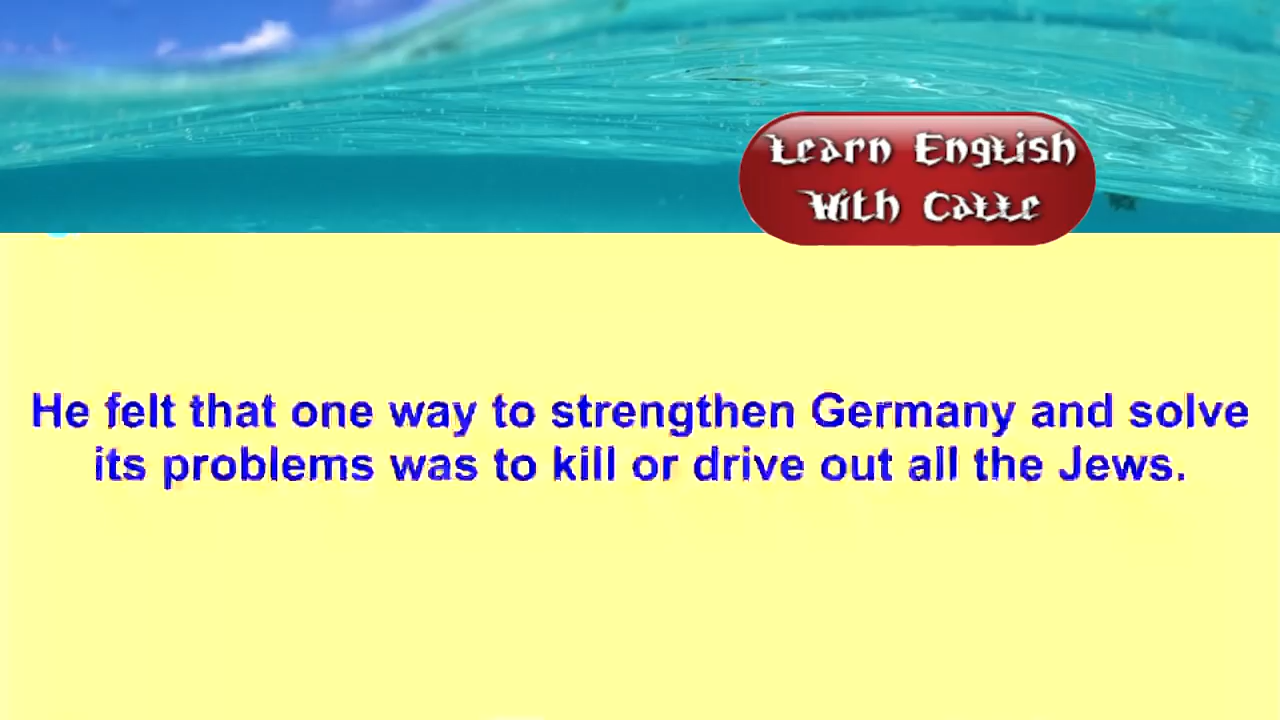 Learn English
With Calle
He felt that one way to strengthen Germany and solve
its problems was to kill or drive out all the Jews.